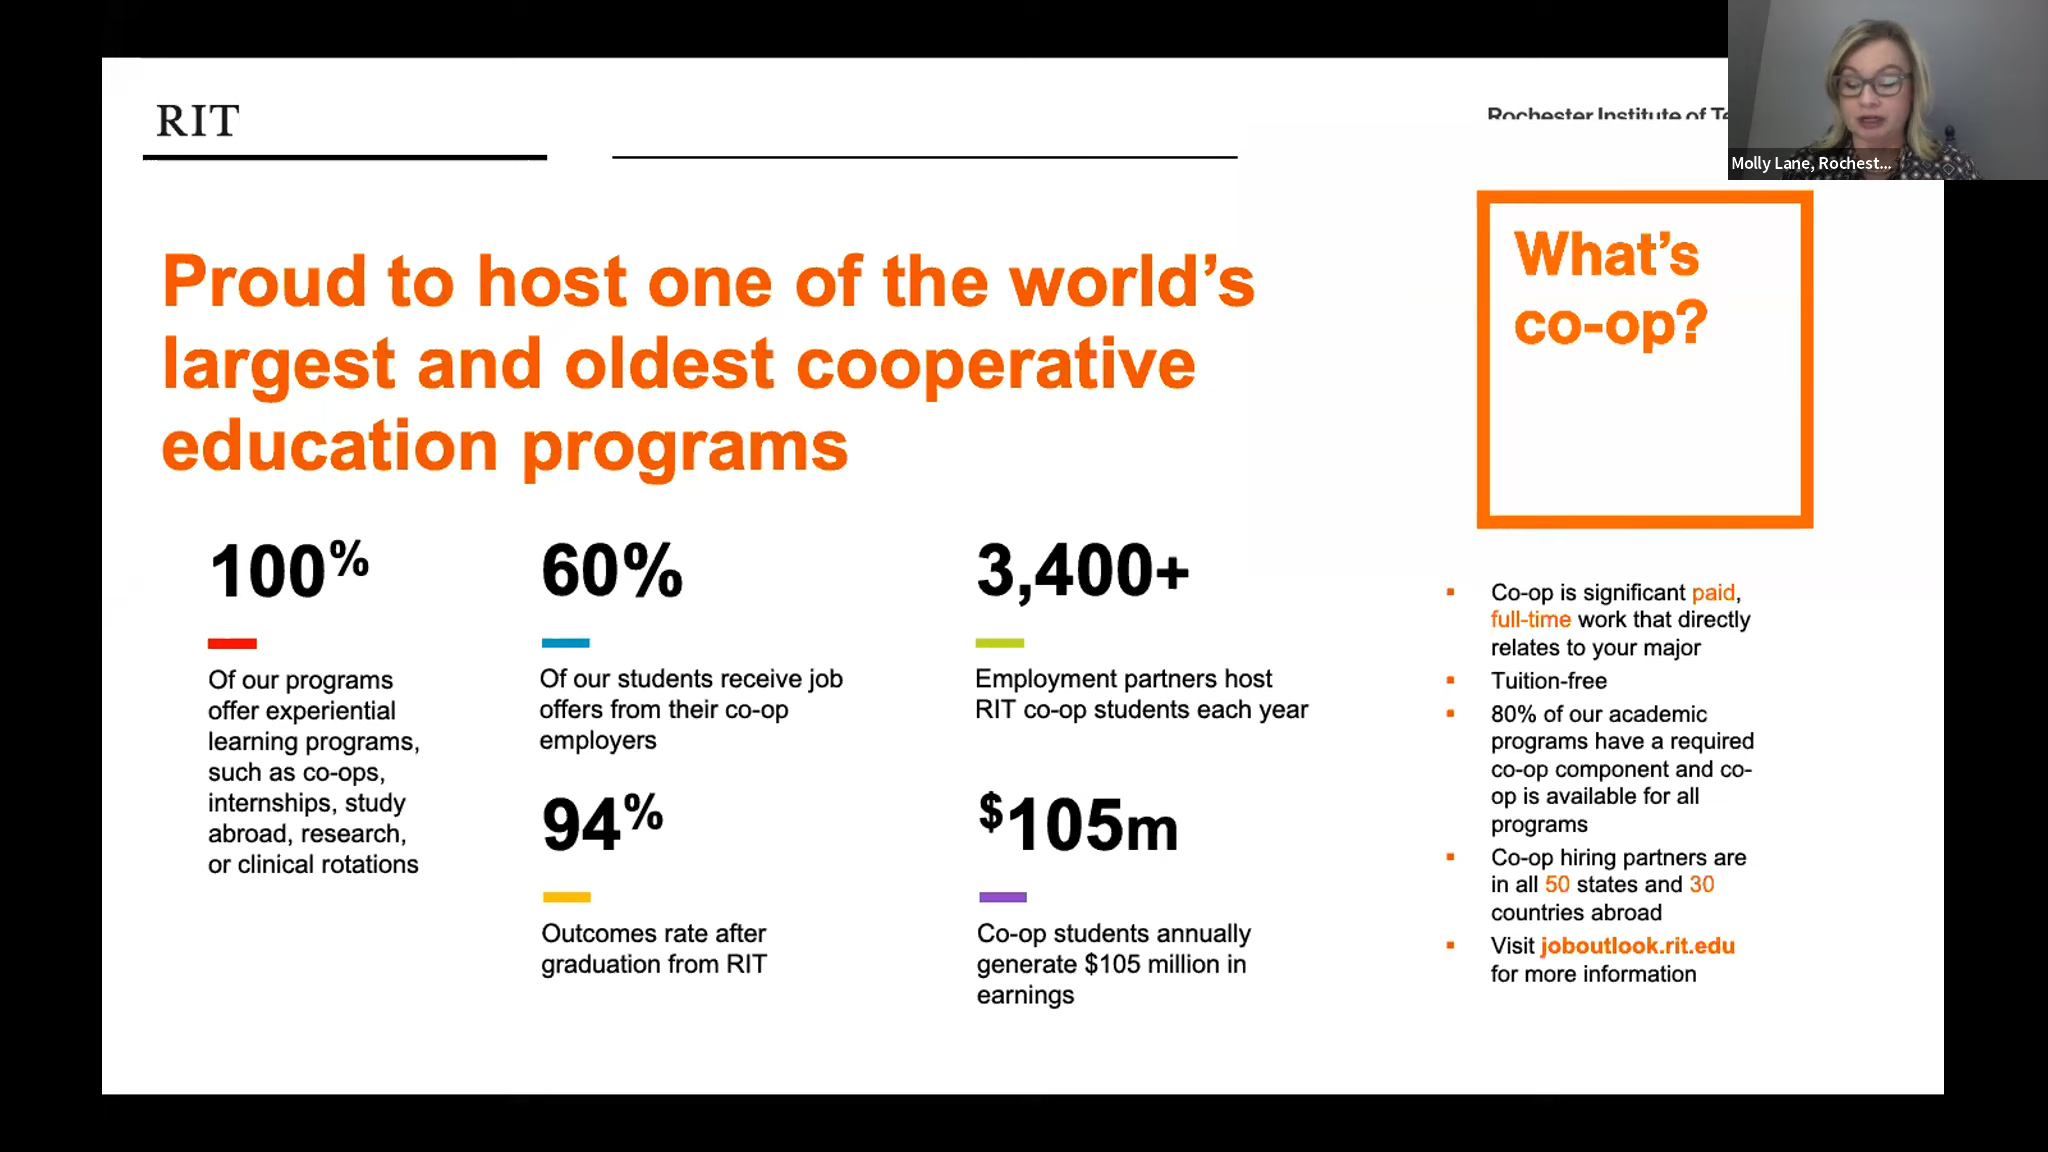 RIT
Rochester Institute of
Molly Lane, Rochest...
Proud to host one of the world's
largest and oldest cooperative
education programs
100%
Of our programs
offer experiential
learning programs,
such as co-ops,
internships, study
abroad, research,
or clinical rotations
60%
Of our students receive job
offers from their co-op
employers
94%
Outcomes rate after
graduation from RIT
3,400+
Employment partners host
RIT co-op students each year
$105m
Co-op students annually
generate $105 million in
earnings
What's
co-op?
▪ Co-op is significant paid,
full-time work that directly
relates to your major
▪ Tuition-free
▪ 80% of our academic
programs have a required
co-op component and co-
op is available for all
programs
▪ Co-op hiring partners are
in all 50 states and 30
countries abroad
▪ Visit joboutlook.rit.edu
for more information